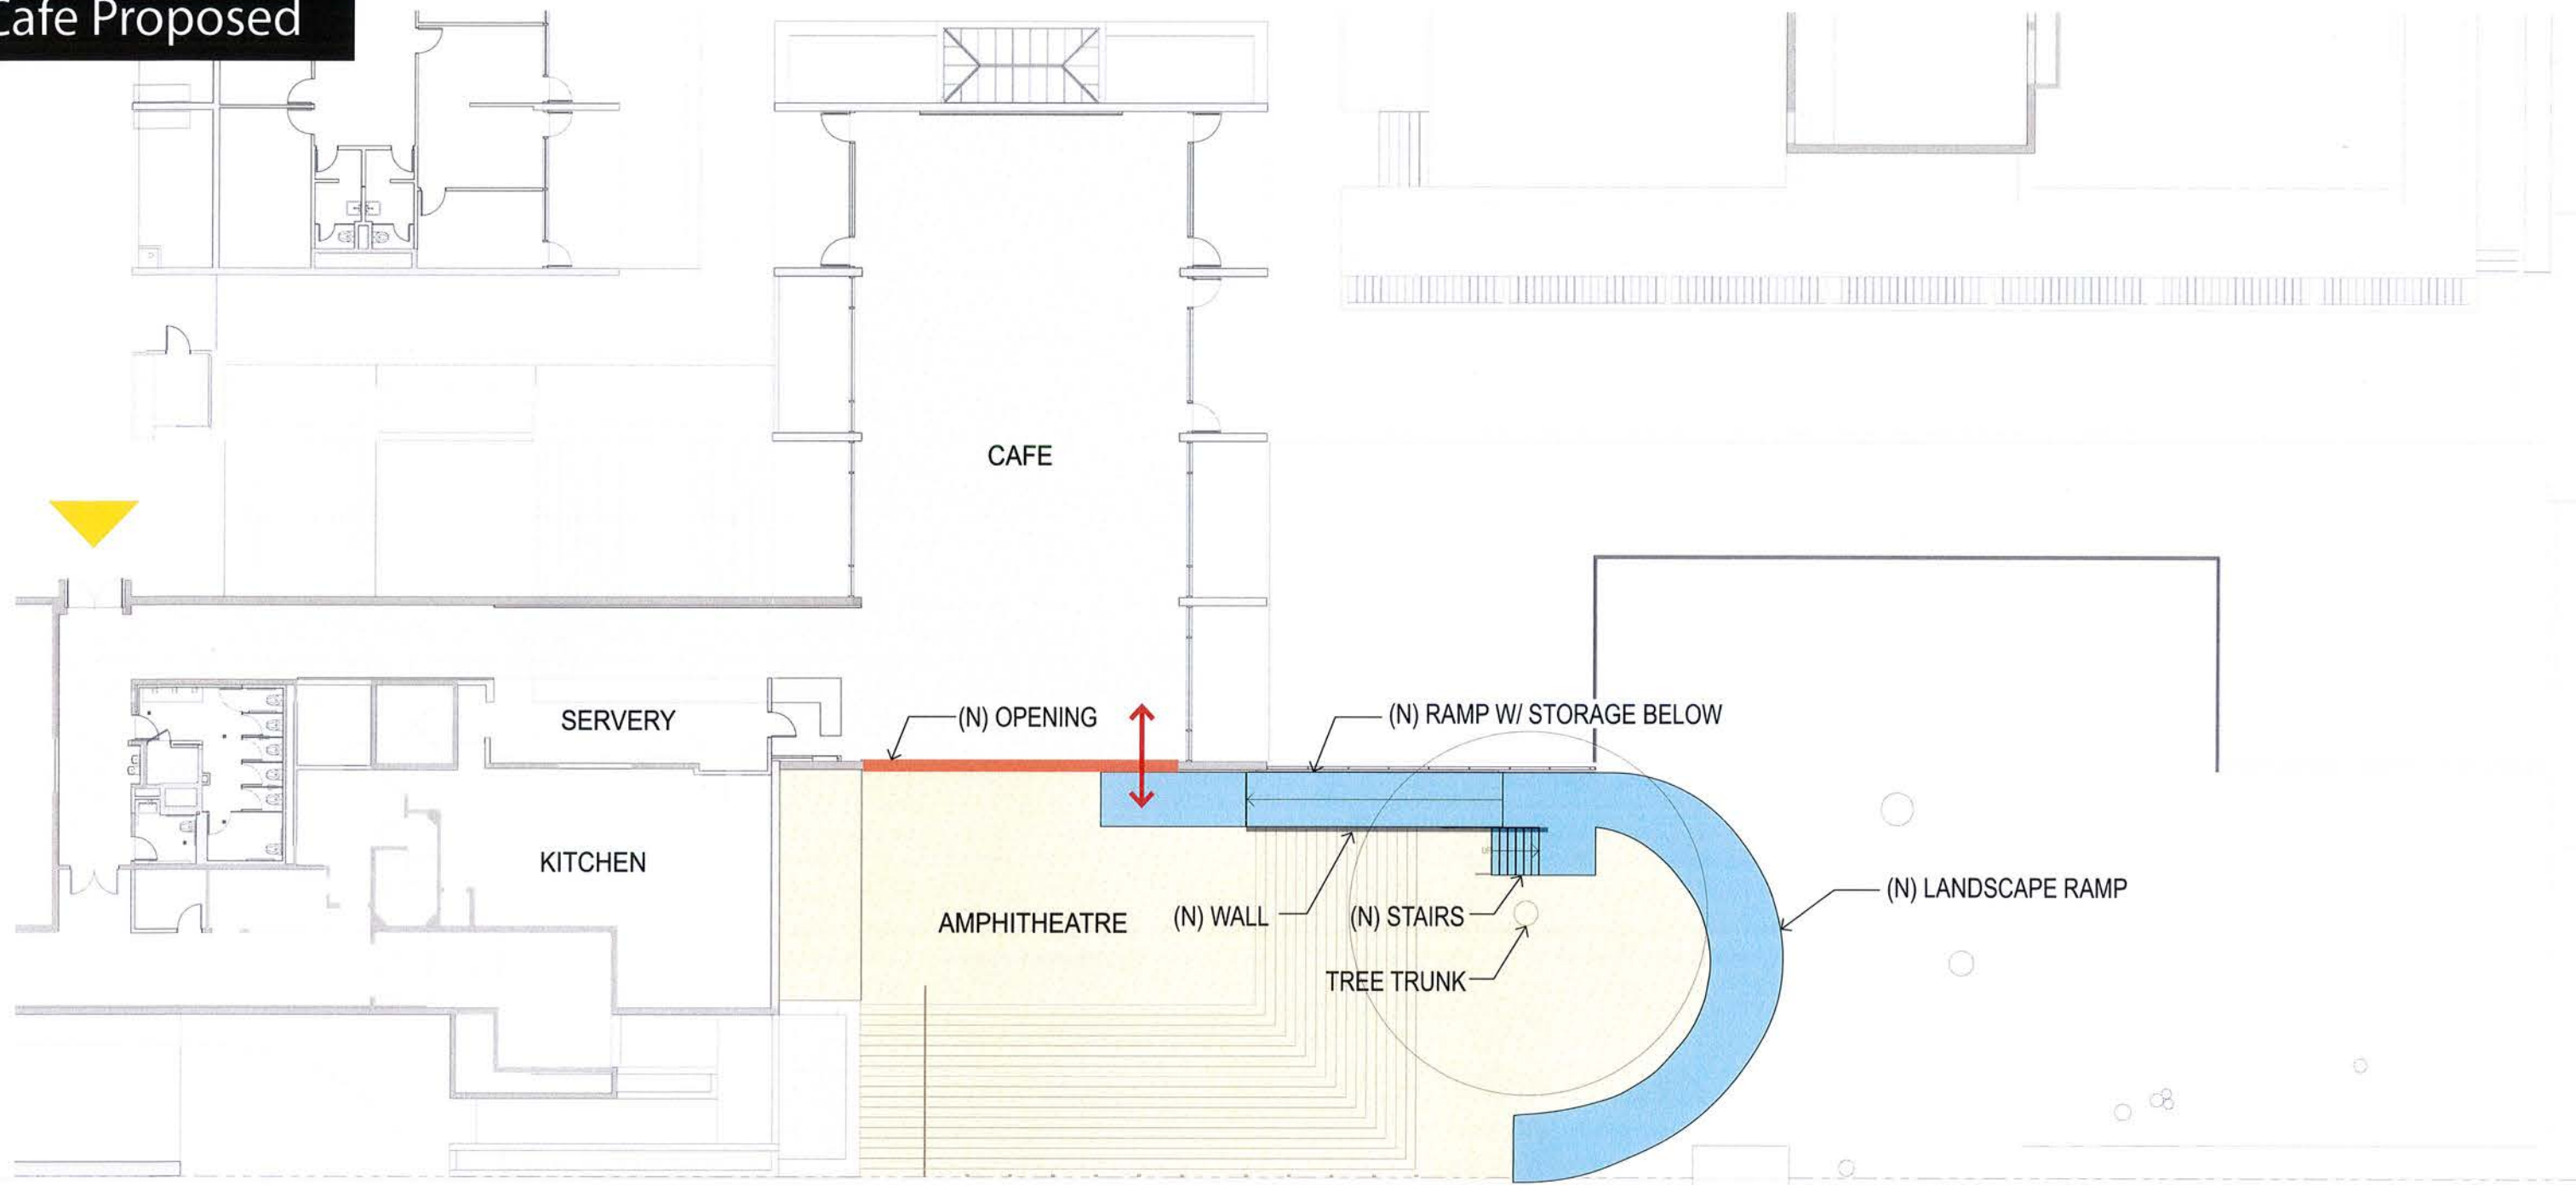 Cafe Proposed
CAFE
SERVERY
(N) OPENING
(N) RAMP W/ STORAGE BELOW
KITCHEN
AMPHITHEATRE
(N) WALL
(N) STAIRS
(N) LANDSCAPE RAMP
TREE TRUNK